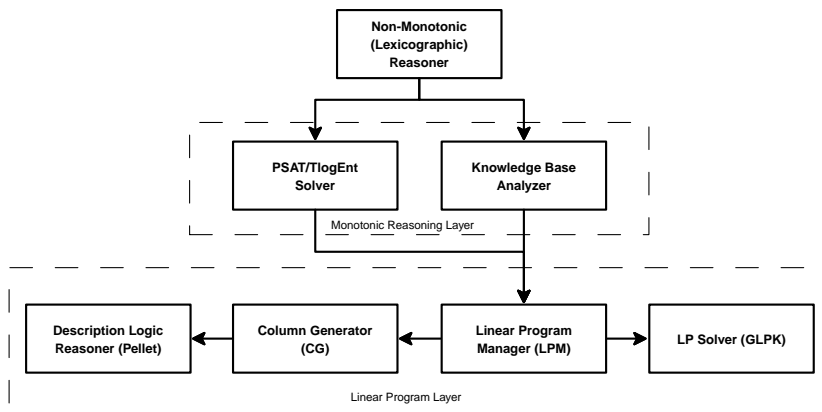 Non-Monotonic
(Lexicographic)
Reasoner
PSAT/TlogEnt
Solver
Knowledge Base
Analyzer
Monotonic Reasoning Layer
Description Logic
Reasoner (Pellet)
Column Generator
(CG)
Linear Program
Manager (LPM)
LP Solver (GLPK)
Linear Program Layer